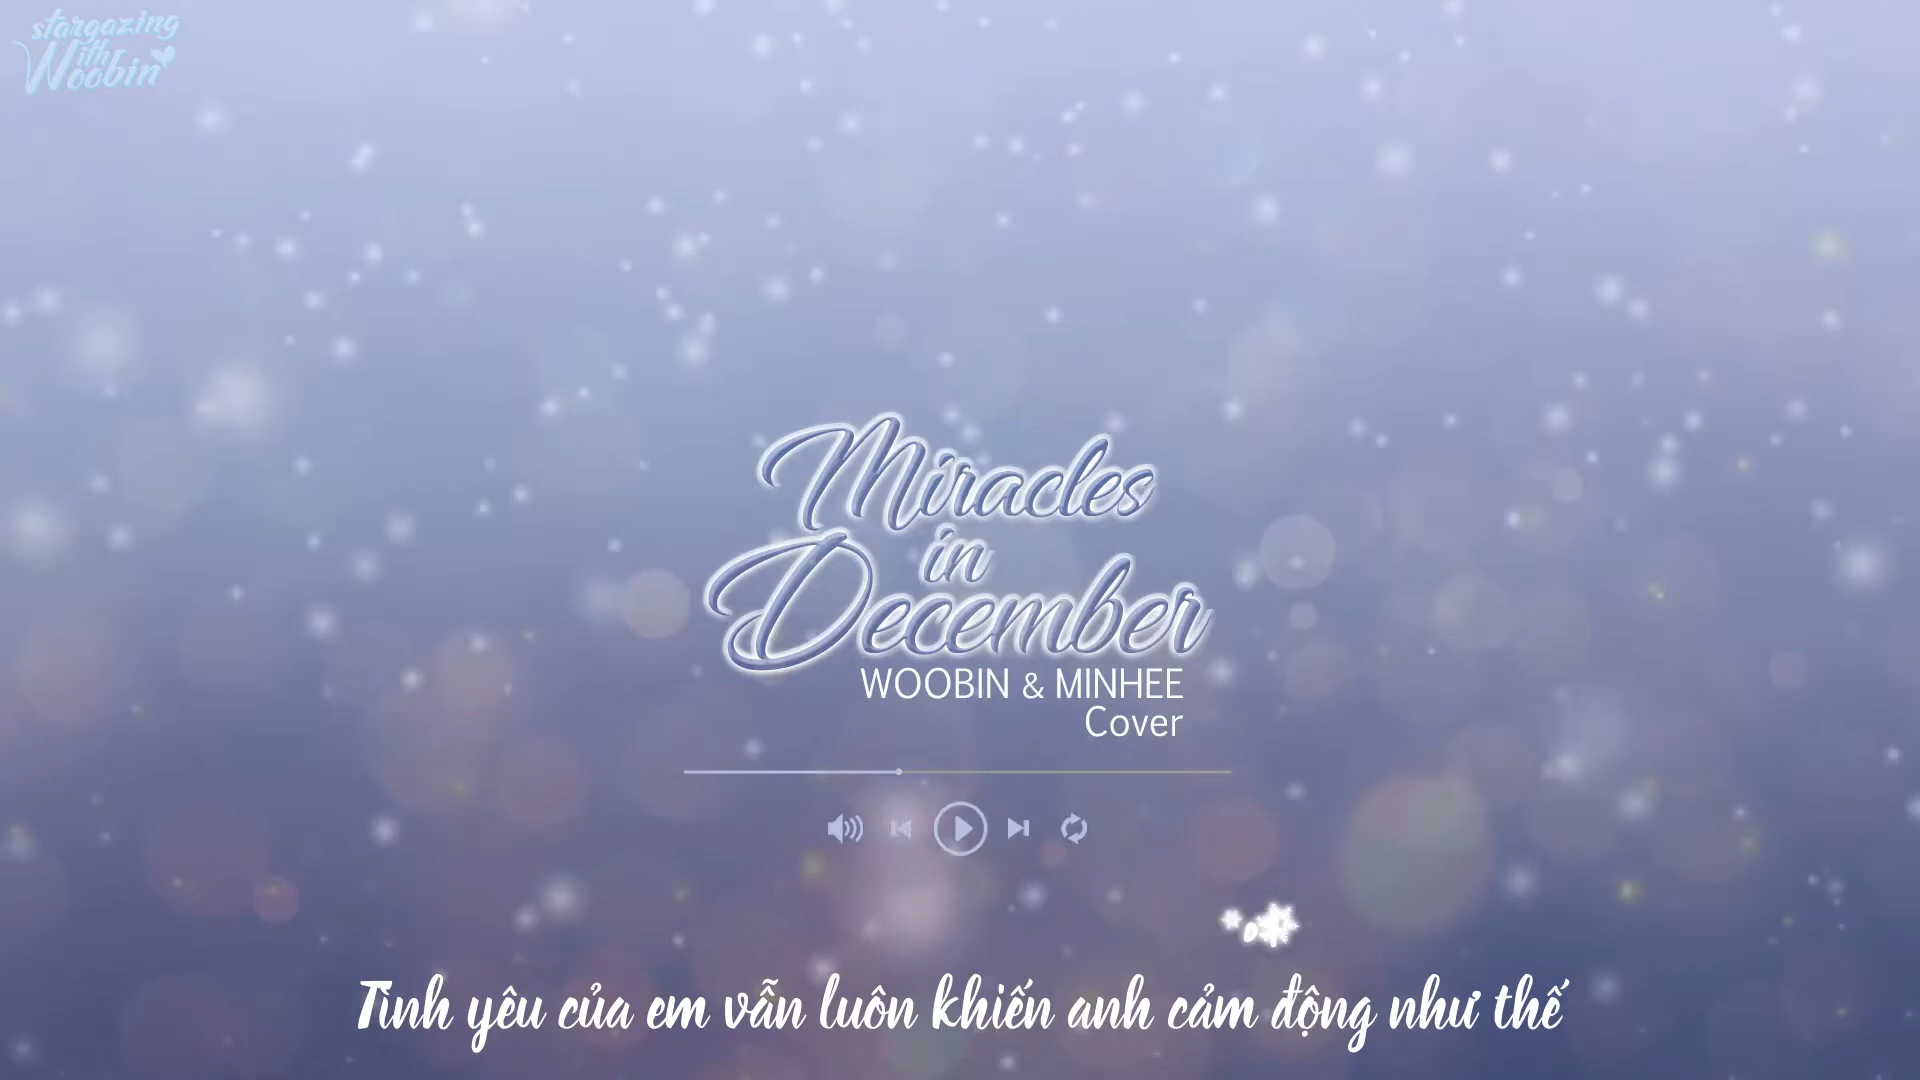 stargazing
With
Woobin
Miracles
in
December
WOOBIN & MINHEE
Cover
Tình yêu của em vẫn luôn khiến anh cảm động như thế